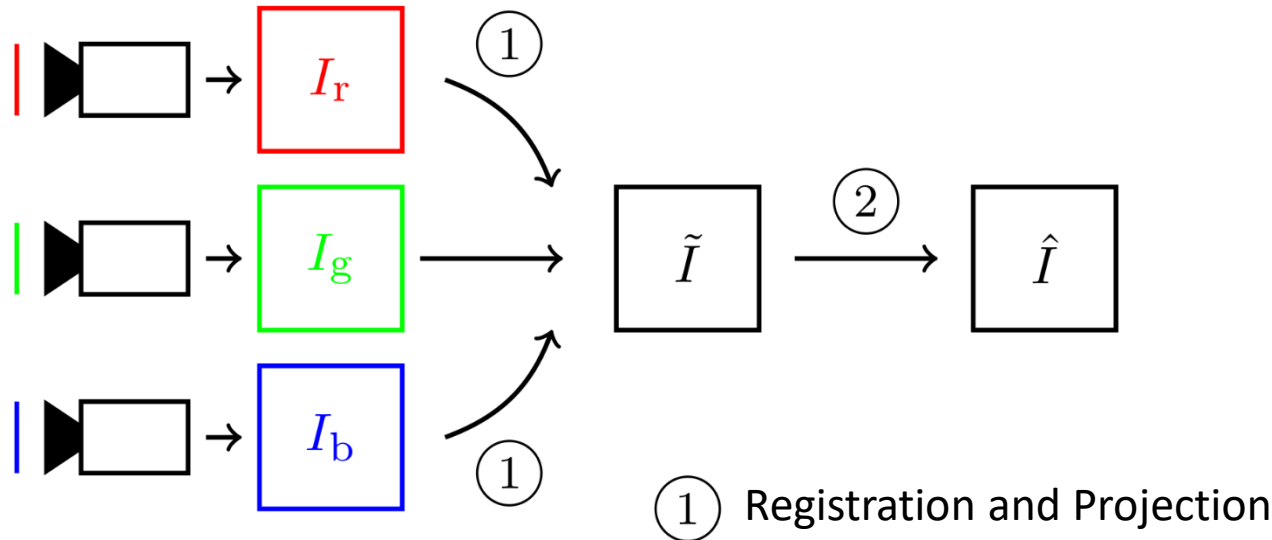 ①
I_r
I_g
Ĩ
②
Î
I_b
①
① Registration and Projection